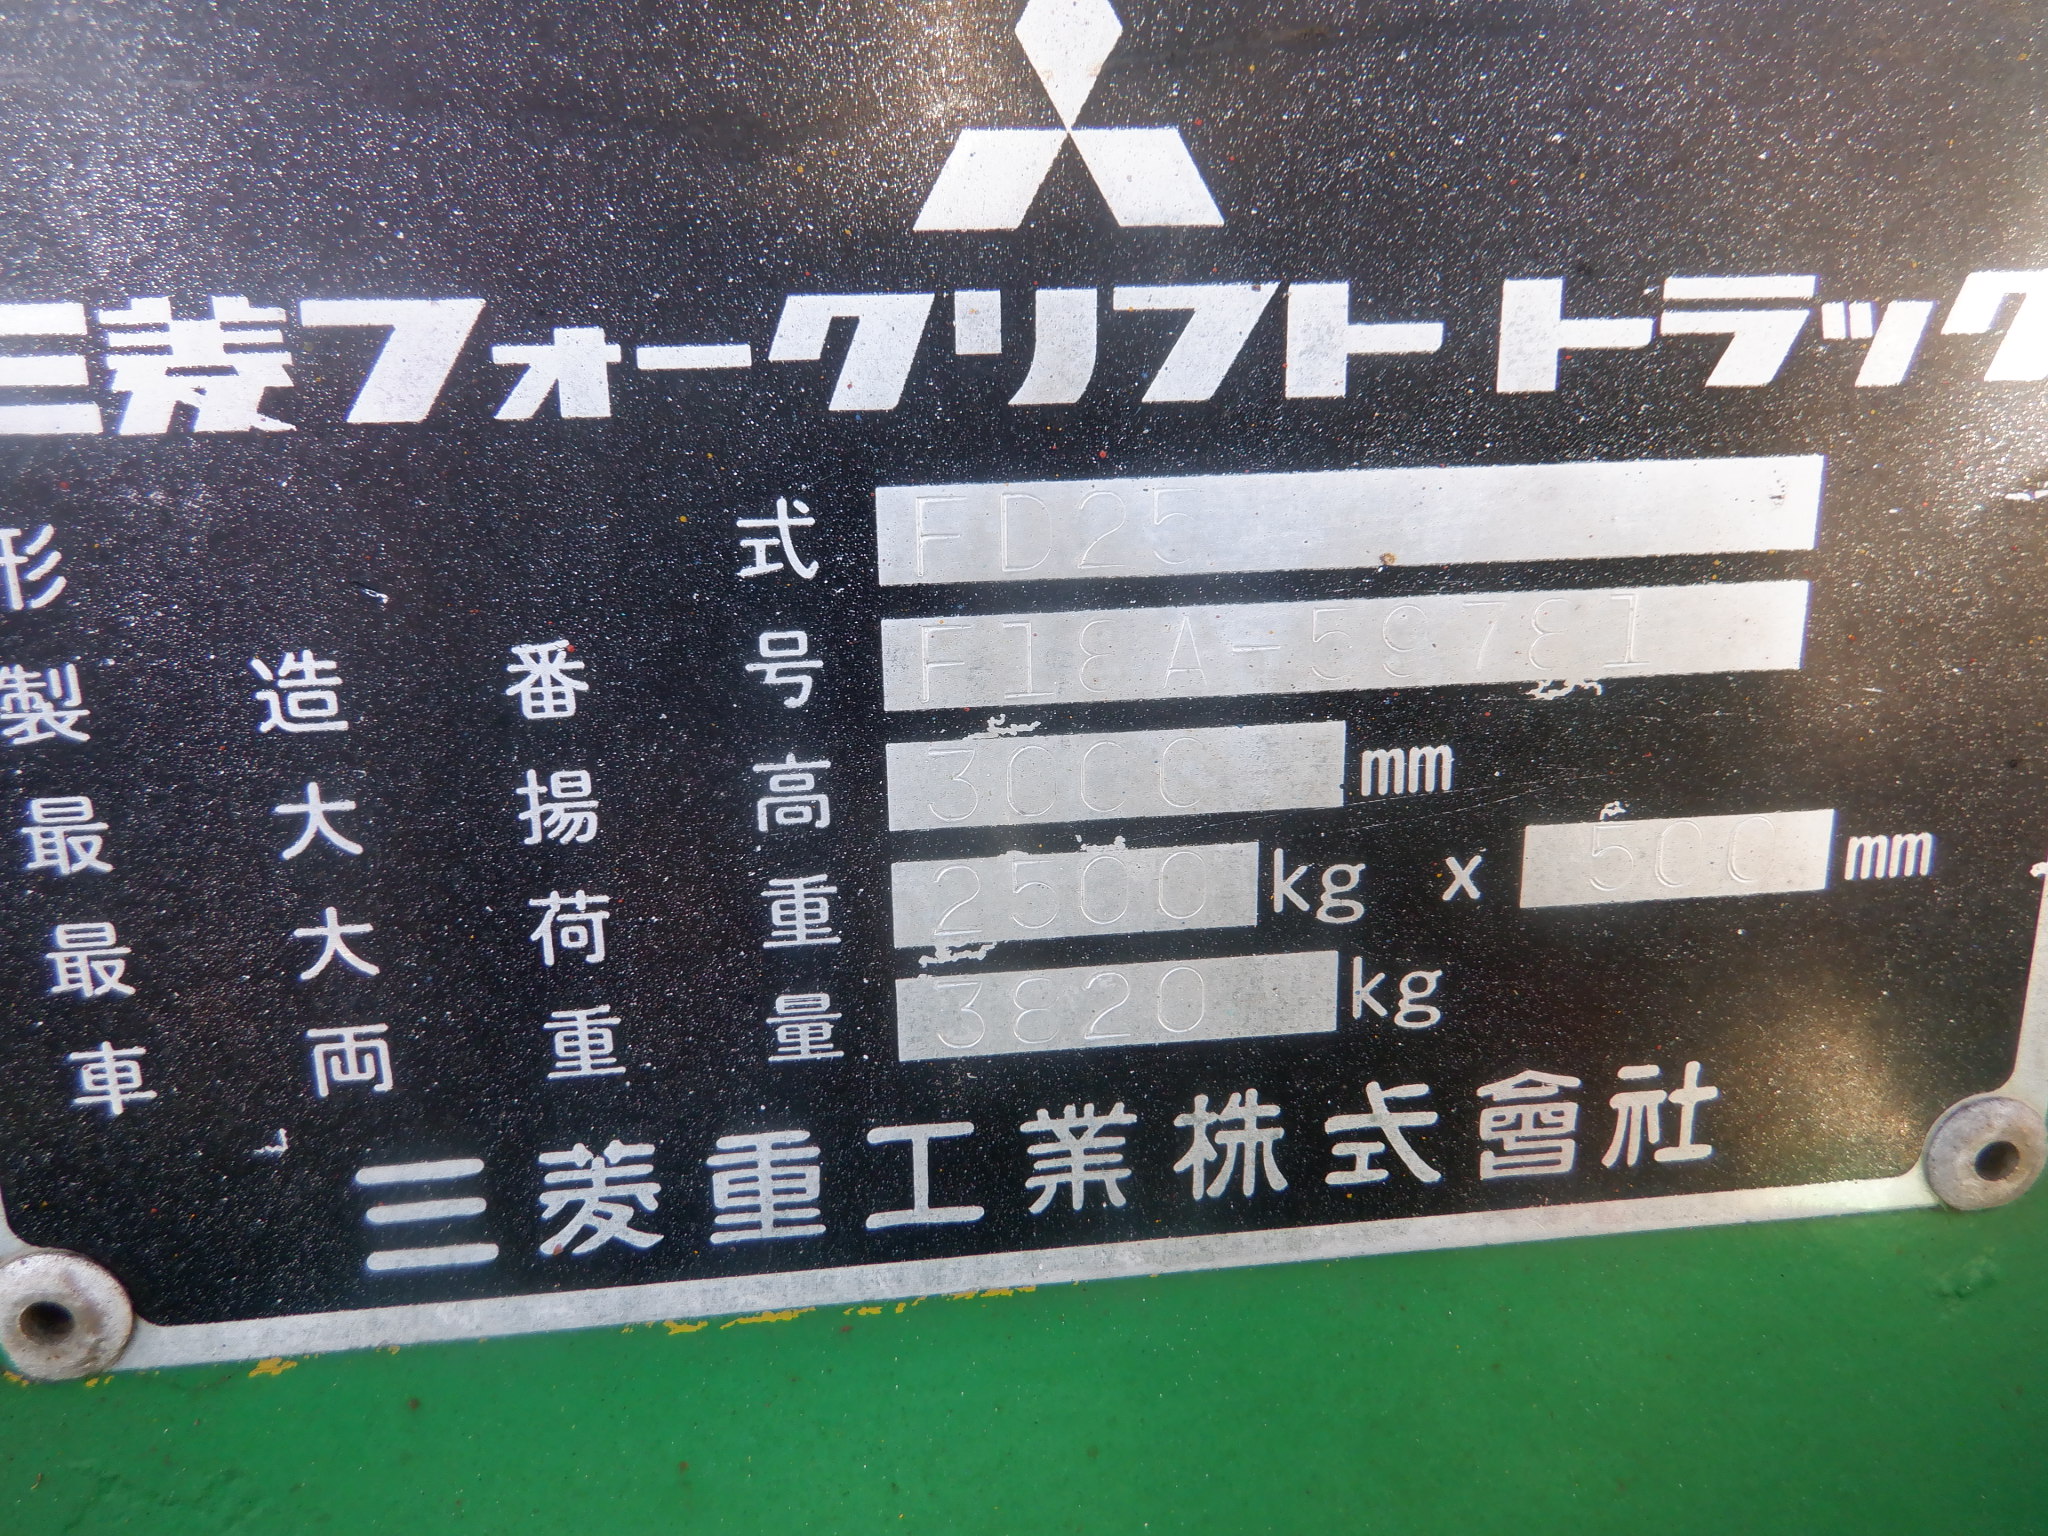 三菱フォークリフト トラック
形式 FD25
製造番号 F18A-59781
最大揚高 3000 mm
最大荷重 2500 kg x 500 mm
車両重量 3820 kg
三菱重工業株式會社